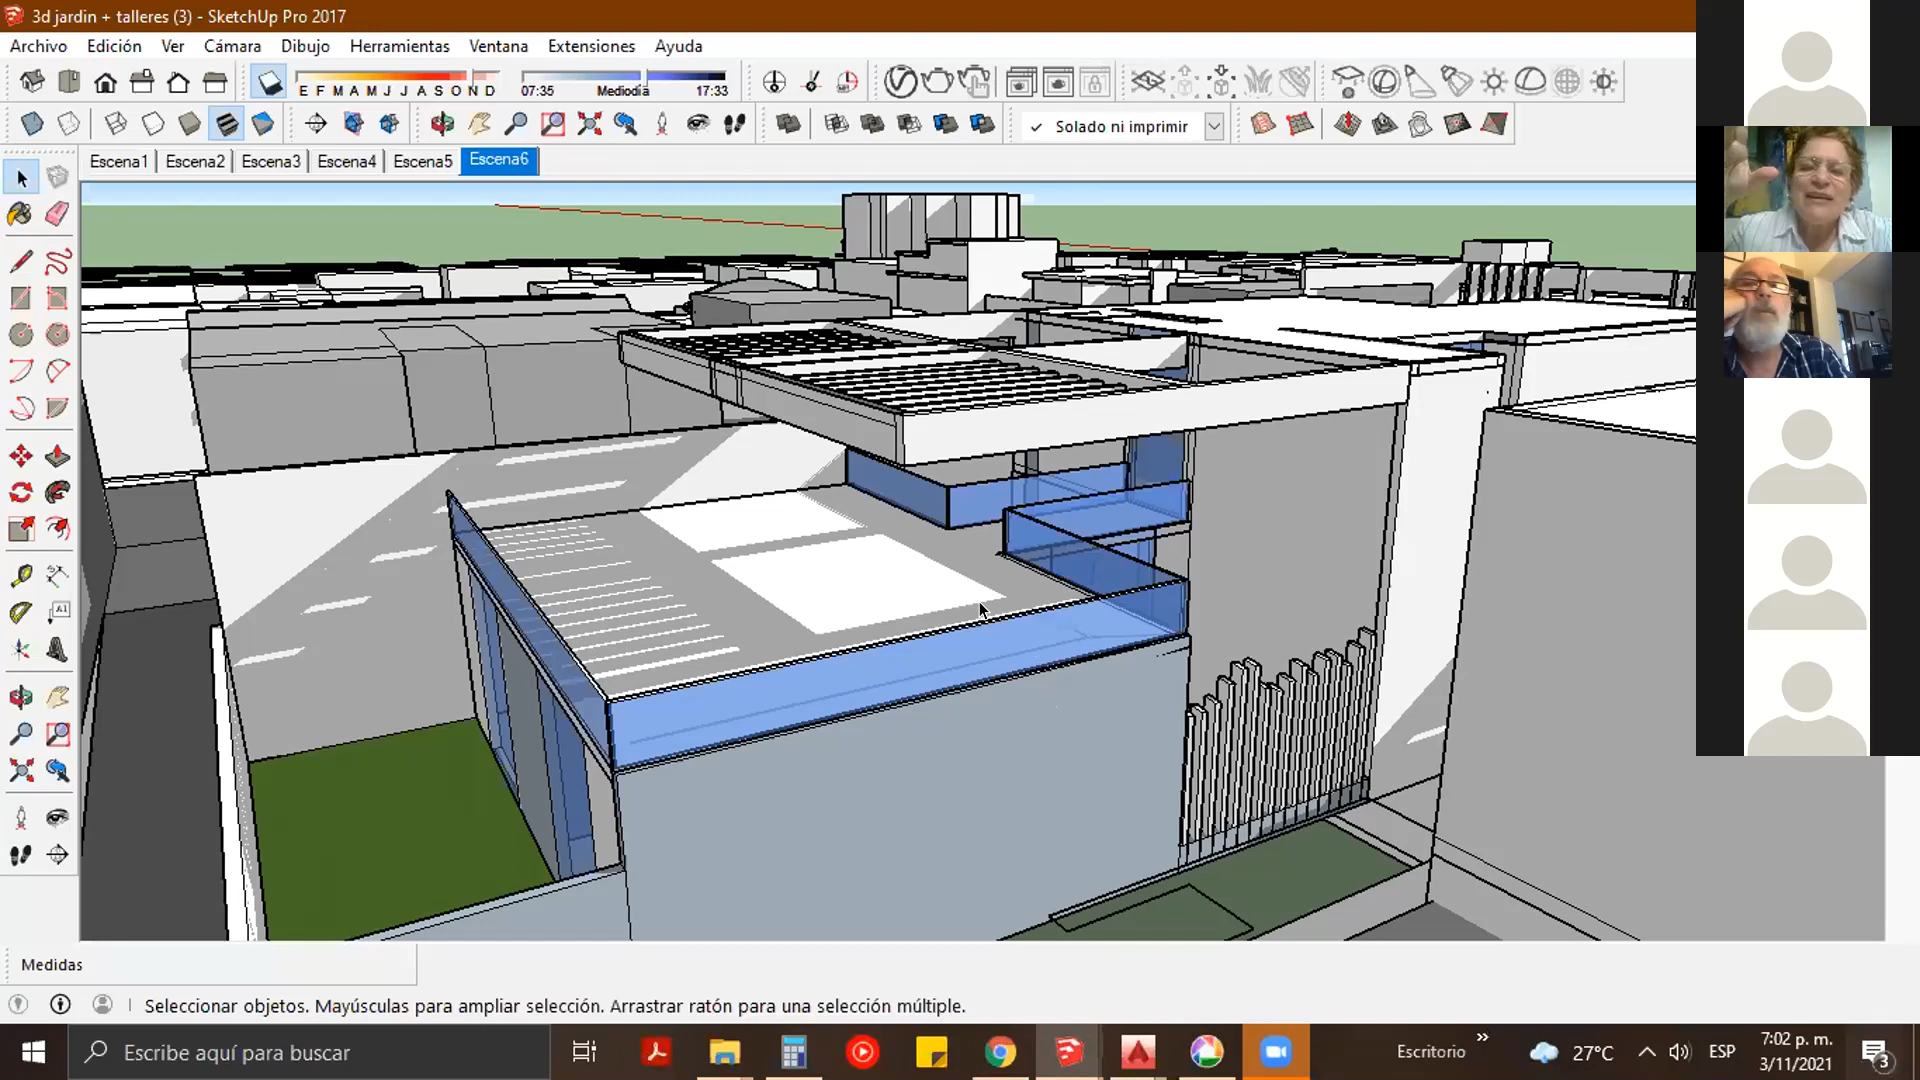 3d jardin + talleres (3) - SketchUp Pro 2017
Archivo Edición Ver Cámara Dibujo Herramientas Ventana Extensiones Ayuda
E F M A M J J A S O N D 07:35 Mediodía 17:33
Solado ni imprimir
Escena1 Escena2 Escena3 Escena4 Escena5 Escena6
A1
Medidas
Seleccionar objetos. Mayúsculas para ampliar selección. Arrastrar ratón para una selección múltiple.
Escribe aquí para buscar
Escritorio
27°C
ESP
7:02 p. m.
3/11/2021
3